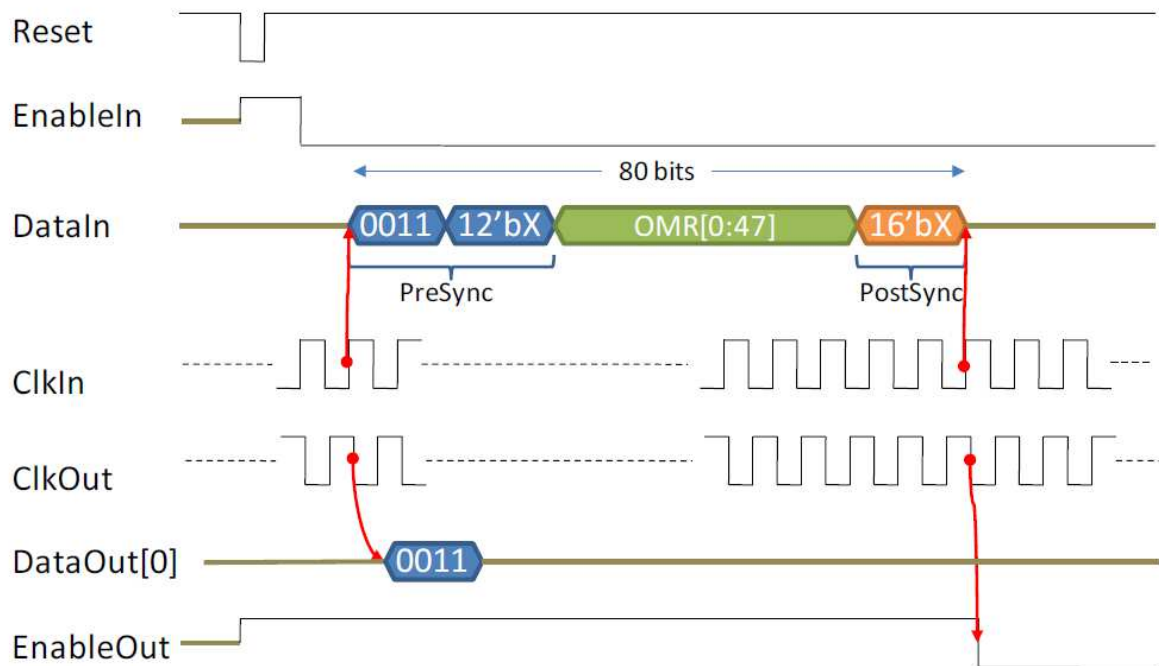 Reset
EnableIn
80 bits
DataIn
0011 12'bX OMR[0:47] 16'bX
PreSync PostSync
ClkIn
ClkOut
DataOut[0]
0011
EnableOut